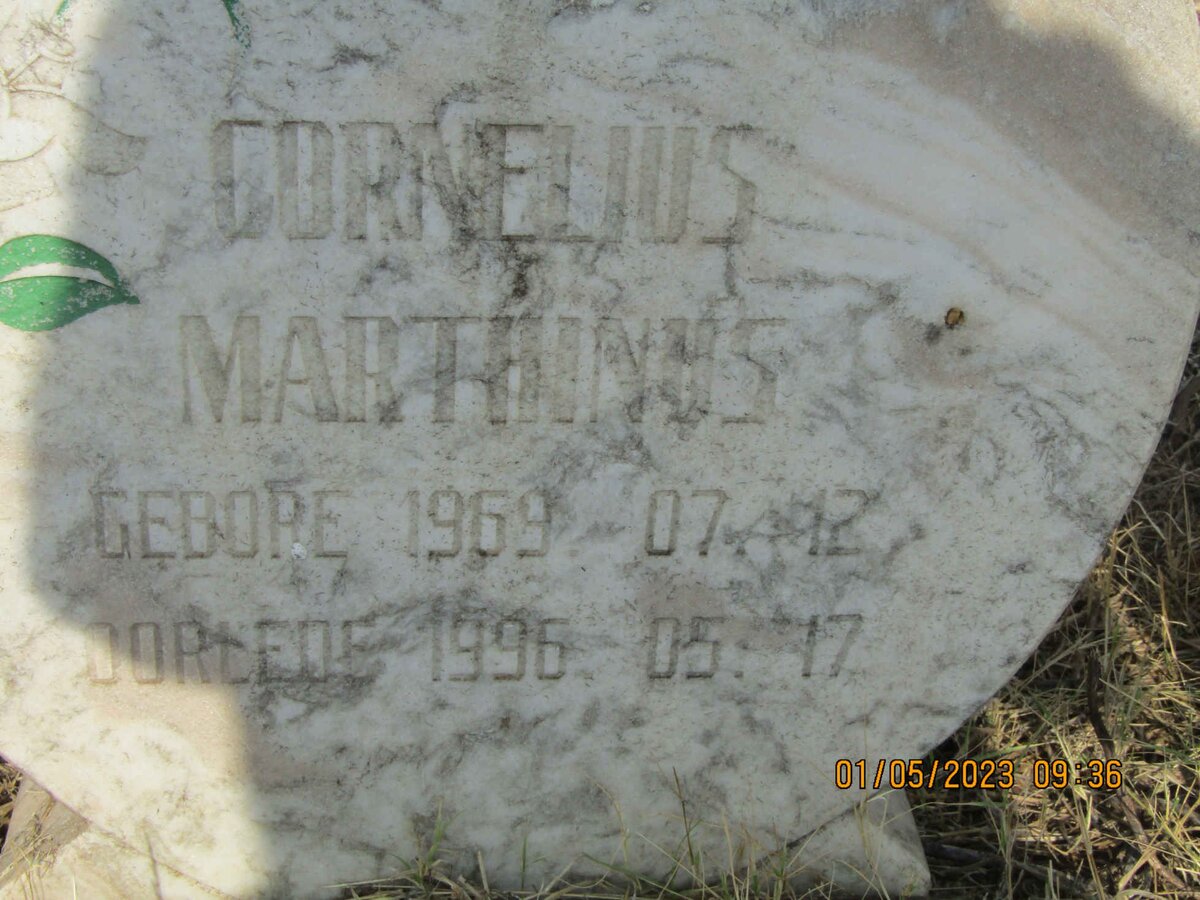 CORNELIUS
MARTHINUS
GEBORE 1969. 07. 12
OORLEDE 1996. 05. 17
01/05/2023 09:36